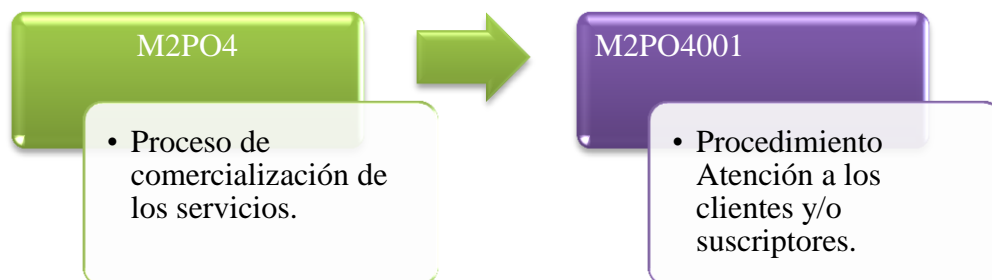 M2PO4
• Proceso de
comercialización de
los servicios.
M2PO4001
• Procedimiento
Atención a los
clientes y/o
suscriptores.